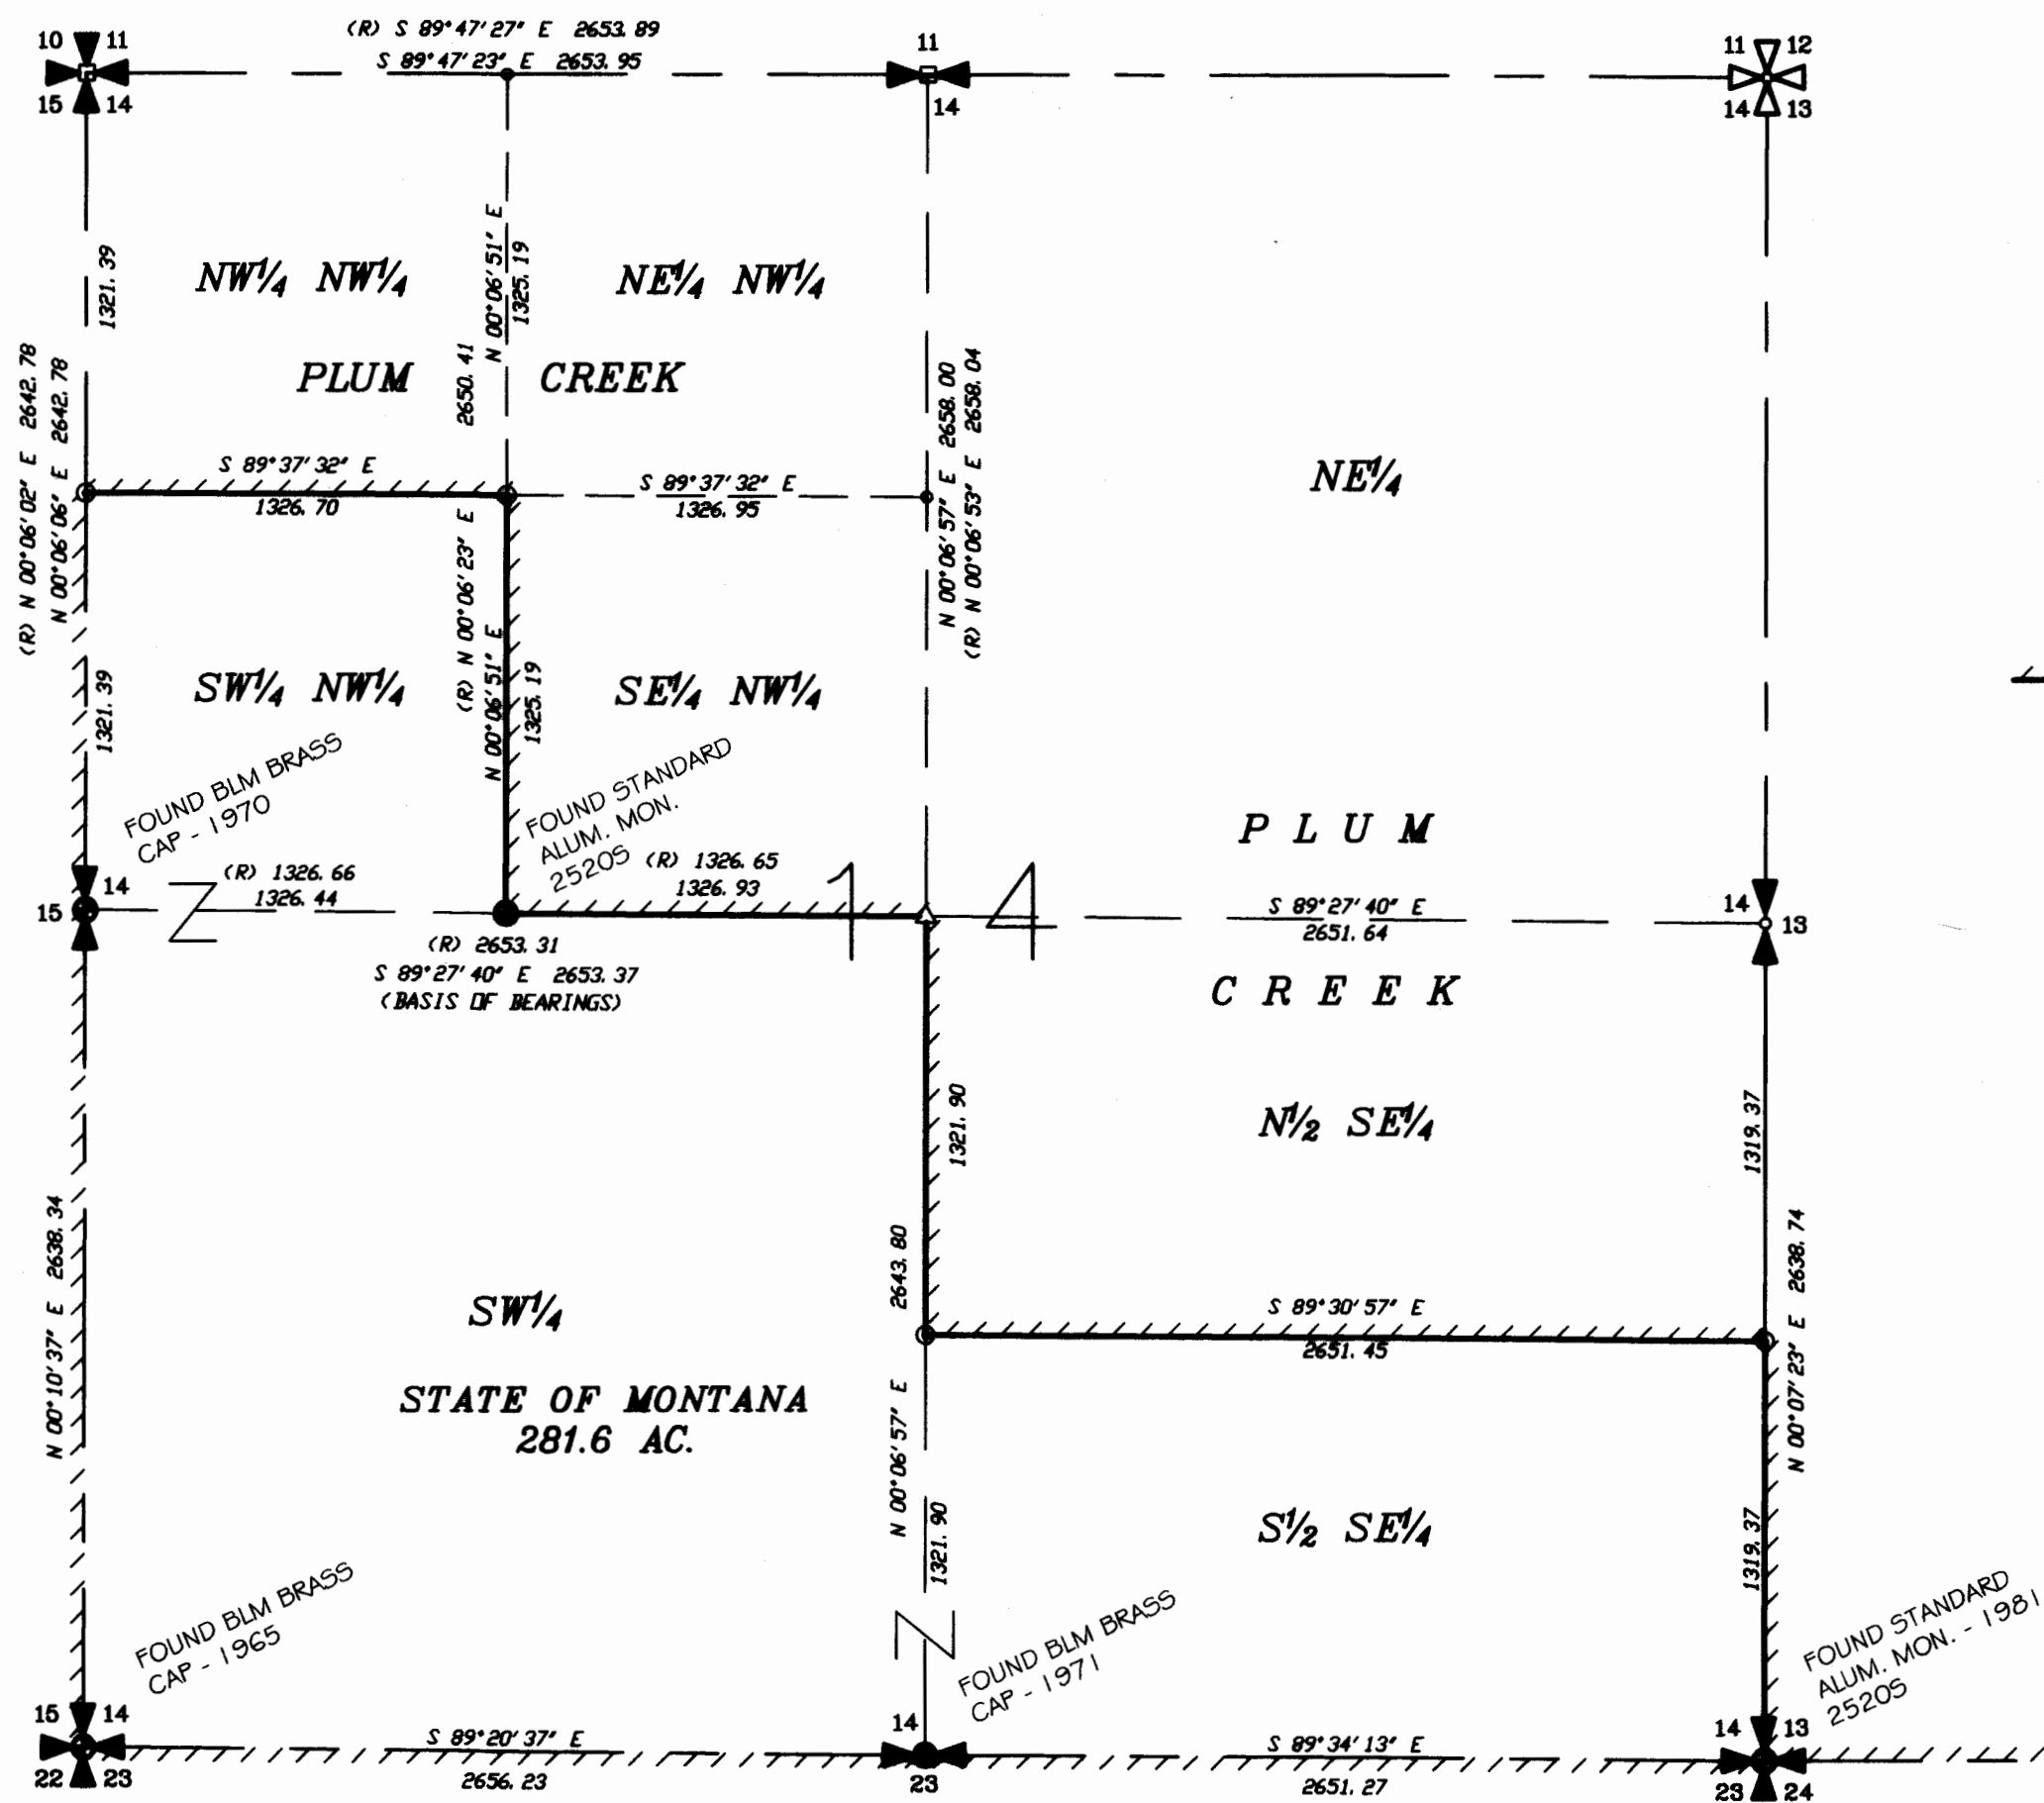 (R) S 89°47'27" E 2653.89
S 89°47'23" E 2653.95
10 11
15 14
11
14
11 12
14 13
1321.39
N 00°06'51" E
1325.19
NW¼ NW¼
NE¼ NW¼
(R) N 00°06'02" E 2642.78
N 00°06'06" E 2642.78
PLUM CREEK
2650.41
N 00°06'57" E 2658.00
(R) N 00°06'53" E 2658.04
NE¼
S 89°37'32" E
1326.70
S 89°37'32" E
1326.95
(R) N 00°06'23" E
N 00°06'51" E
1325.19
SW¼ NW¼
SE¼ NW¼
1321.39
FOUND BLM BRASS
CAP - 1970
FOUND STANDARD
ALUM. MON.
2520S
PLUM
(R) 1326.66
1326.44
(R) 1326.65
1326.93
14
15
14
S 89°27'40" E
2651.64
14
13
(R) 2653.31
S 89°27'40" E 2653.37
(BASIS OF BEARINGS)
CREEK
1321.90
N½ SE¼
1319.37
N 00°10'37" E 2638.34
2643.80
N 00°06'57" E
N 00°07'23" E 2638.74
SW¼
S 89°30'57" E
2651.45
STATE OF MONTANA
281.6 AC.
1321.90
S½ SE¼
1319.37
FOUND BLM BRASS
CAP - 1965
FOUND BLM BRASS
CAP - 1971
FOUND STANDARD
ALUM. MON. - 1981
2520S
15 14
22 23
S 89°20'37" E
2656.23
14
23
S 89°34'13" E
2651.27
14 13
23 24